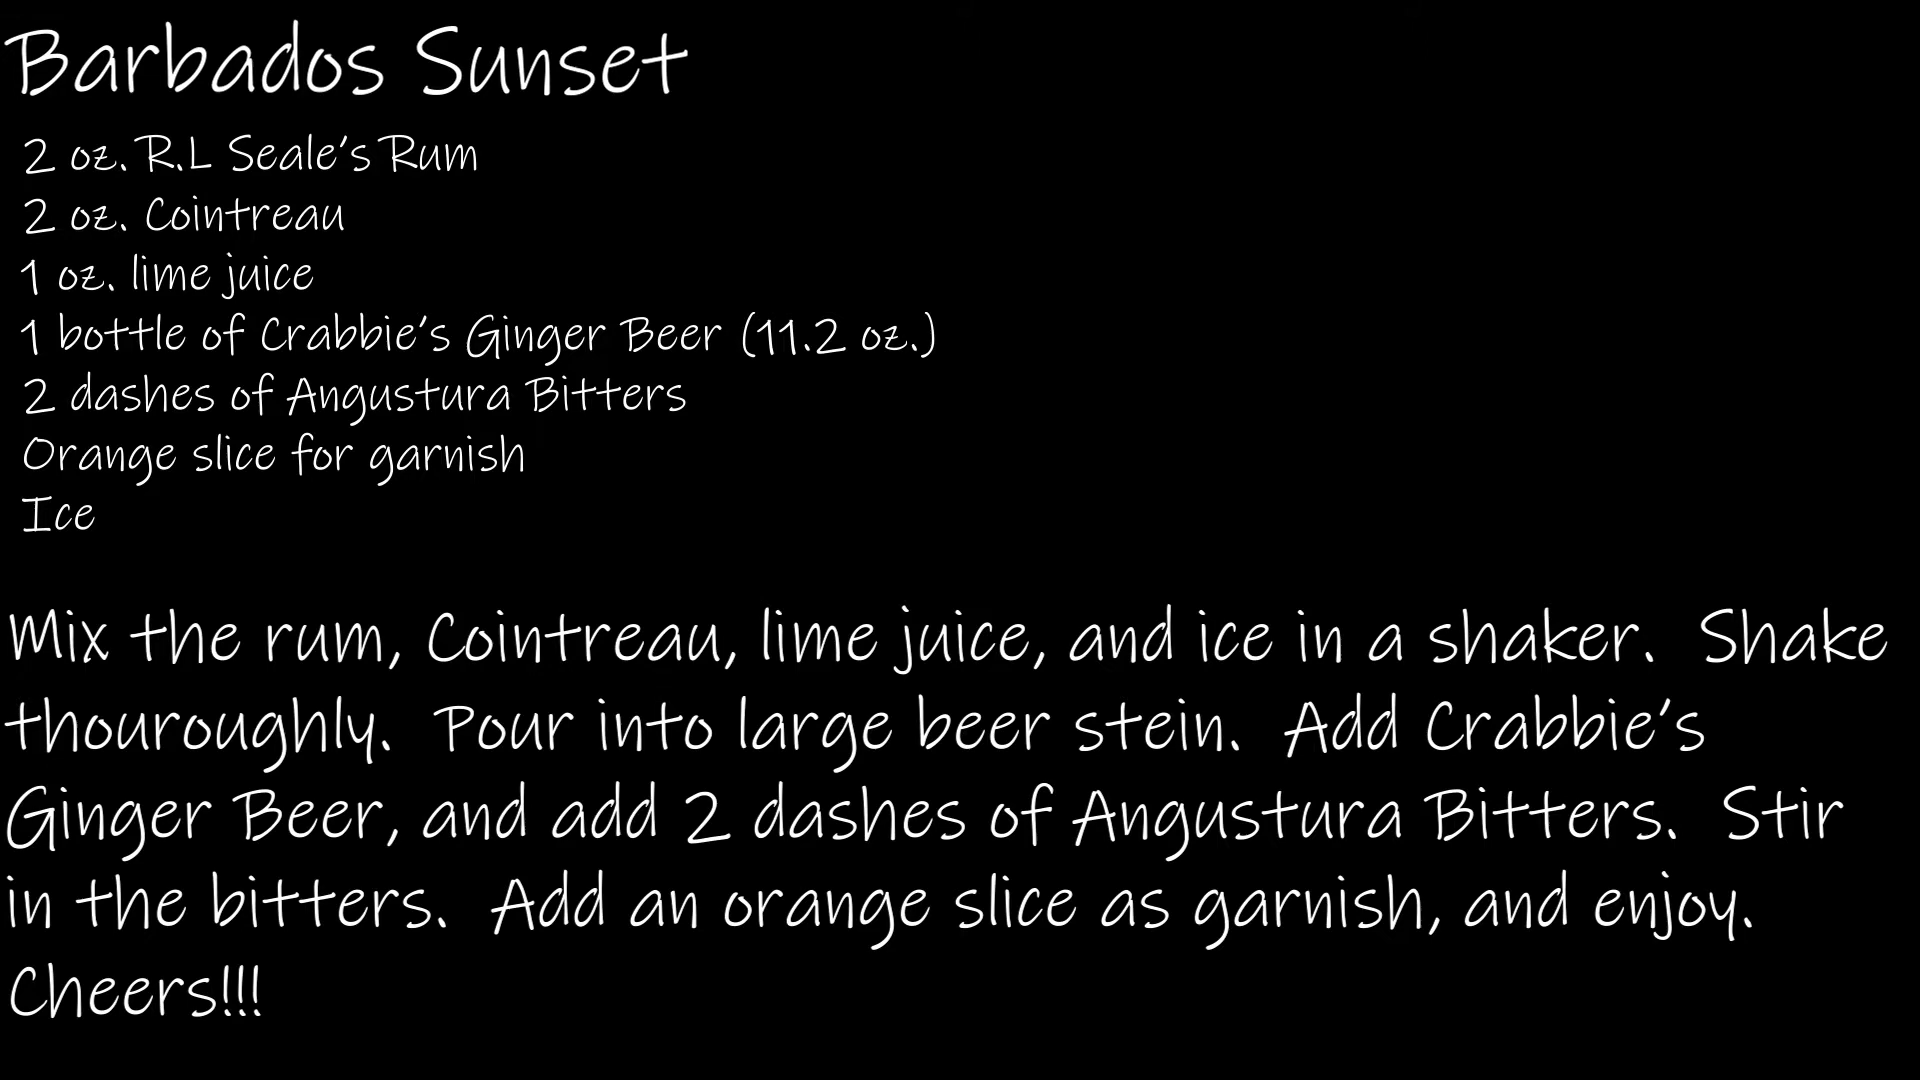 Barbados Sunset
2 oz. R.L Seale's Rum
2 oz. Cointreau
1 oz. lime juice
1 bottle of Crabbie's Ginger Beer (11.2 oz.)
2 dashes of Angustura Bitters
Orange slice for garnish
Ice
Mix the rum, Cointreau, lime juice, and ice in a shaker.  Shake
thouroughly.  Pour into large beer stein.  Add Crabbie's
Ginger Beer, and add 2 dashes of Angustura Bitters.  Stir
in the bitters.  Add an orange slice as garnish, and enjoy.
Cheers!!!